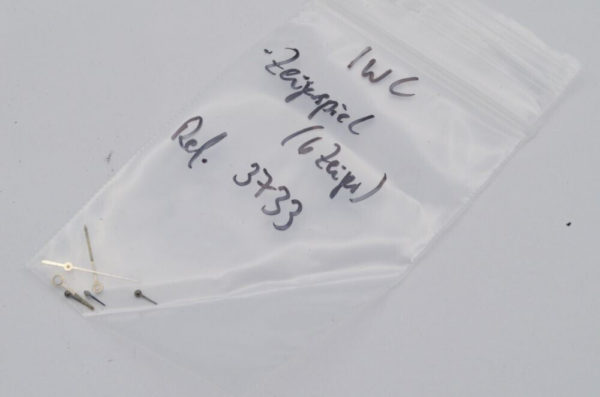 IWC
-Zeigerspiel
(6 Zeiger)
Ref. 3733